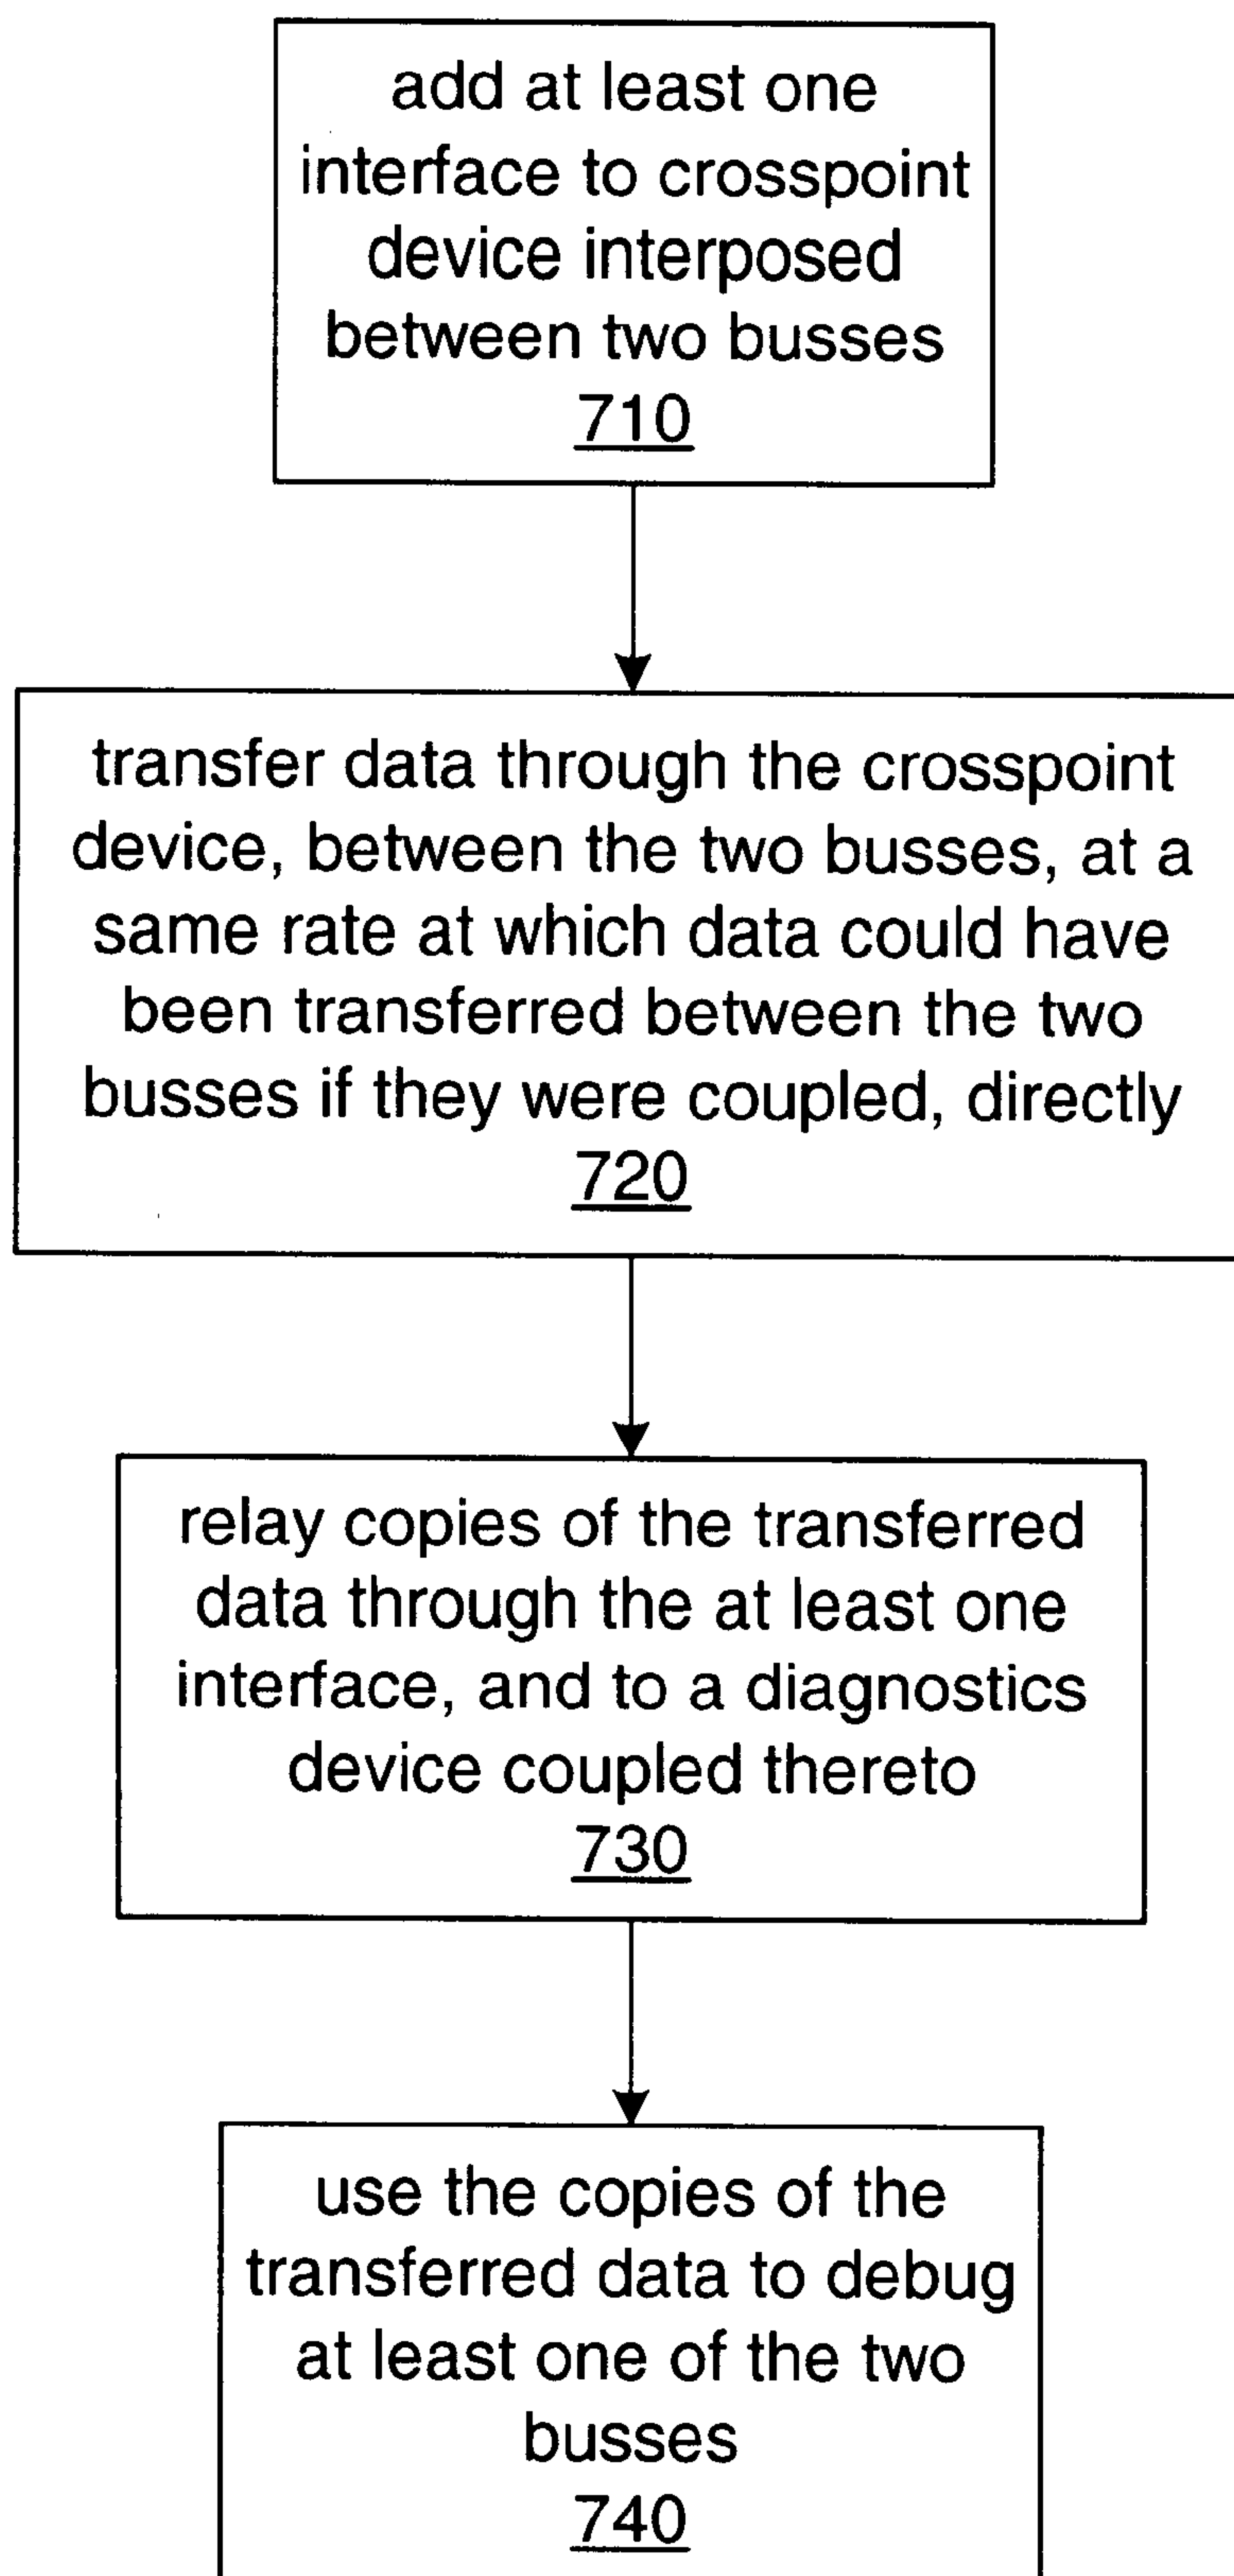 add at least one
interface to crosspoint
device interposed
between two busses
710
transfer data through the crosspoint
device, between the two busses, at a
same rate at which data could have
been transferred between the two
busses if they were coupled, directly
720
relay copies of the transferred
data through the at least one
interface, and to a diagnostics
device coupled thereto
730
use the copies of the
transferred data to debug
at least one of the two
busses
740